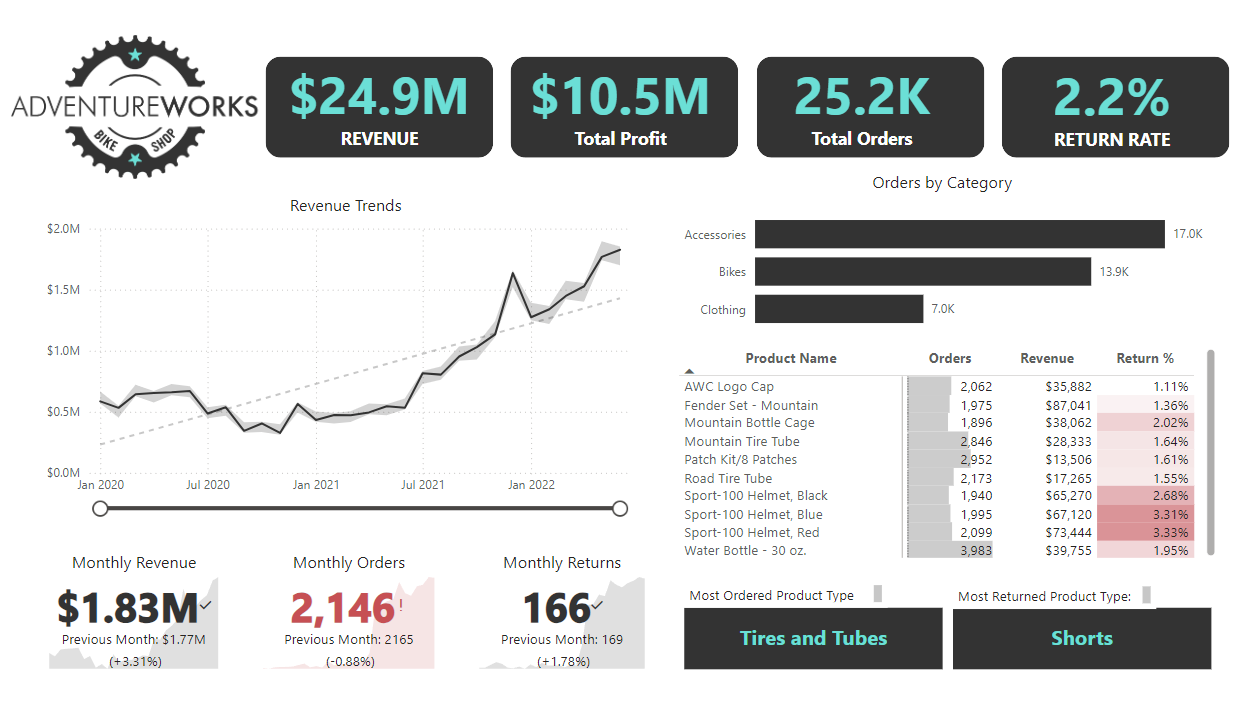 ADVENTUREWORKS
BIKE SHOP
$24.9M
REVENUE
$10.5M
Total Profit
25.2K
Total Orders
2.2%
RETURN RATE
Revenue Trends
$2.0M
$1.5M
$1.0M
$0.5M
$0.0M
Jan 2020 Jul 2020 Jan 2021 Jul 2021 Jan 2022
Orders by Category
Accessories 17.0K
Bikes 13.9K
Clothing 7.0K
Product Name Orders Revenue Return %
AWC Logo Cap 2,062 $35,882 1.11%
Fender Set - Mountain 1,975 $87,041 1.36%
Mountain Bottle Cage 1,896 $38,062 2.02%
Mountain Tire Tube 2,846 $28,333 1.64%
Patch Kit/8 Patches 2,952 $13,506 1.61%
Road Tire Tube 2,173 $17,265 1.55%
Sport-100 Helmet, Black 1,940 $65,270 2.68%
Sport-100 Helmet, Blue 1,995 $67,120 3.31%
Sport-100 Helmet, Red 2,099 $73,444 3.33%
Water Bottle - 30 oz. 3,983 $39,755 1.95%
Monthly Revenue
$1.83M
Previous Month: $1.77M
(+3.31%)
Monthly Orders
2,146!
Previous Month: 2165
(-0.88%)
Monthly Returns
166
Previous Month: 169
(+1.78%)
Most Ordered Product Type
Tires and Tubes
Most Returned Product Type:
Shorts